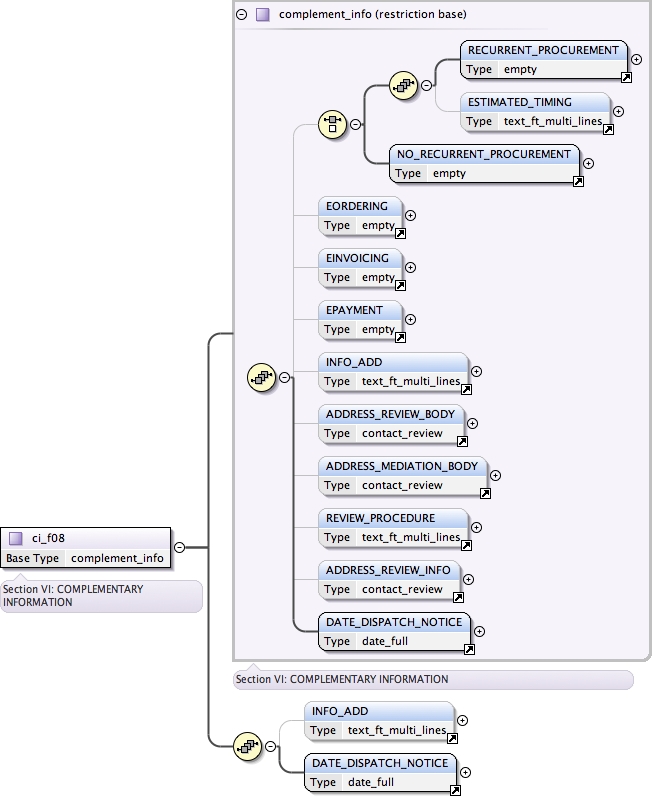 complement_info (restriction base)
RECURRENT_PROCUREMENT
Type empty
ESTIMATED_TIMING
Type text_ft_multi_lines
NO_RECURRENT_PROCUREMENT
Type empty
EORDERING
Type empty
EINVOICING
Type empty
EPAYMENT
Type empty
INFO_ADD
Type text_ft_multi_lines
ADDRESS_REVIEW_BODY
Type contact_review
ADDRESS_MEDIATION_BODY
Type contact_review
REVIEW_PROCEDURE
Type text_ft_multi_lines
ADDRESS_REVIEW_INFO
Type contact_review
DATE_DISPATCH_NOTICE
Type date_full
Section VI: COMPLEMENTARY INFORMATION
ci_f08
Base Type complement_info
Section VI: COMPLEMENTARY
INFORMATION
INFO_ADD
Type text_ft_multi_lines
DATE_DISPATCH_NOTICE
Type date_full